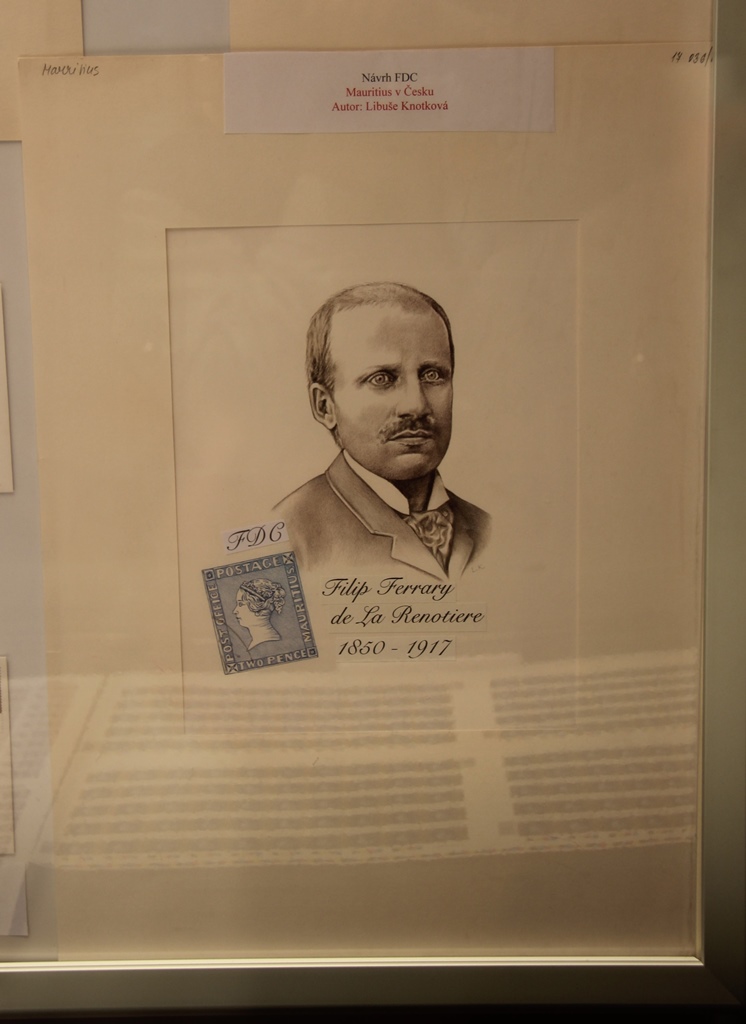 Mauritius
Návrh FDC
Mauritius v Česku
Autor: Libuše Knotková
FDC
POSTAGE
POST OFFICE
MAURITIUS
TWO PENCE
Filip Ferrary
de La Renotiere
1850 - 1917